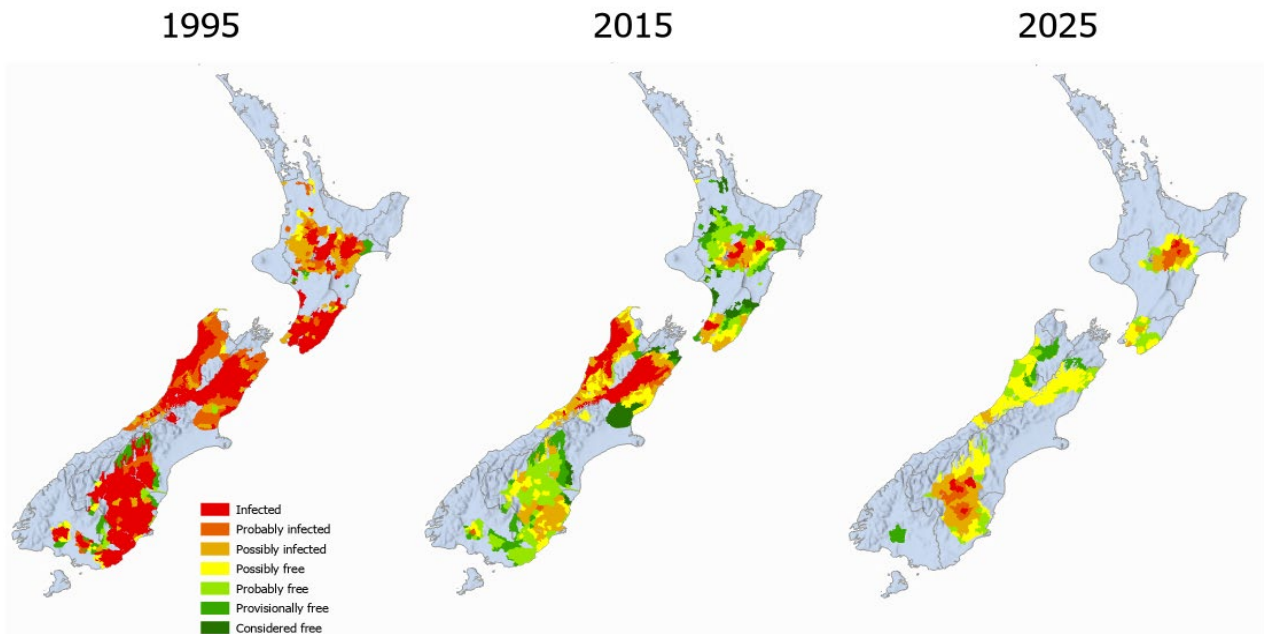 1995
2015
2025
Infected
Probably infected
Possibly infected
Possibly free
Probably free
Provisionally free
Considered free